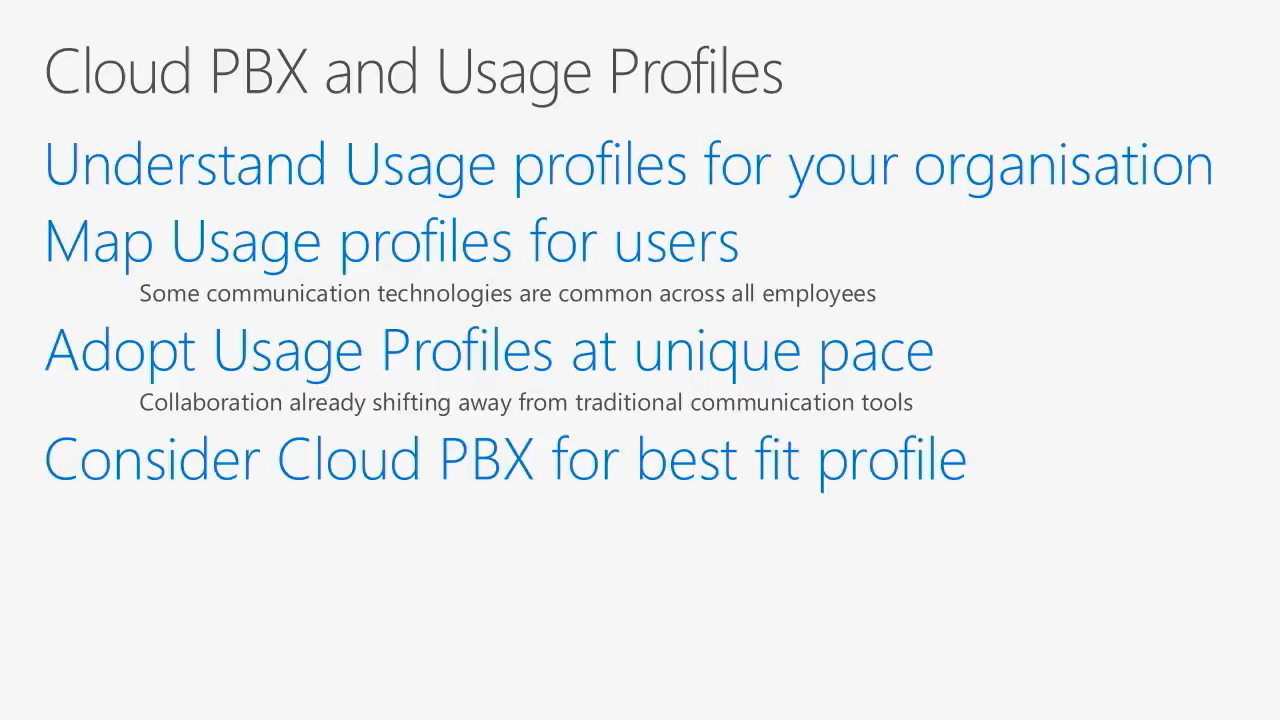 Cloud PBX and Usage Profiles
Understand Usage profiles for your organisation
Map Usage profiles for users
Some communication technologies are common across all employees
Adopt Usage Profiles at unique pace
Collaboration already shifting away from traditional communication tools
Consider Cloud PBX for best fit profile